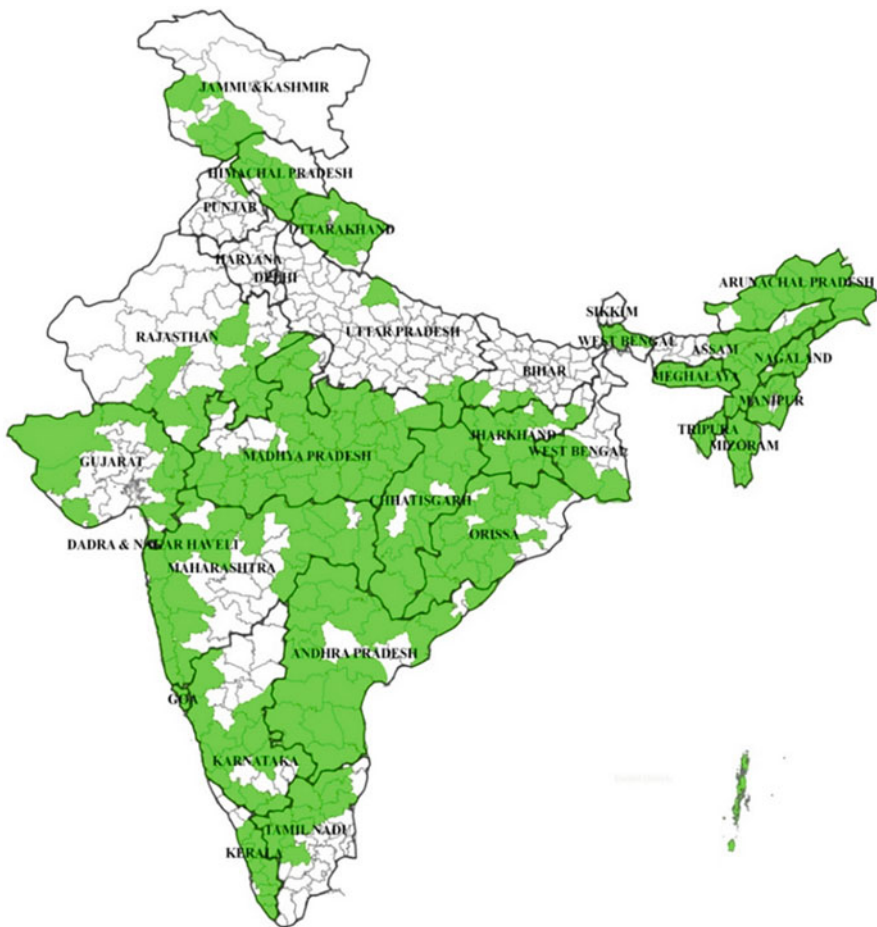 JAMMU&KASHMIR
HIMACHAL PRADESH
PUNJAB
UTTARAKHAND
HARYANA
DELHI
ARUNACHAL PRADESH
SIKKIM
RAJASTHAN
UTTAR PRADESH
WEST BENGAL
ASSAM
NAGALAND
BIHAR
MEGHALAYA
MANIPUR
TRIPURA
MIZORAM
JHARKHAND
WEST BENGAL
GUJARAT
MADHYA PRADESH
CHHATISGARH
ORISSA
DADRA & NAGAR HAVELI
MAHARASHTRA
ANDHRA PRADESH
GOA
KARNATAKA
TAMIL NADU
KERALA